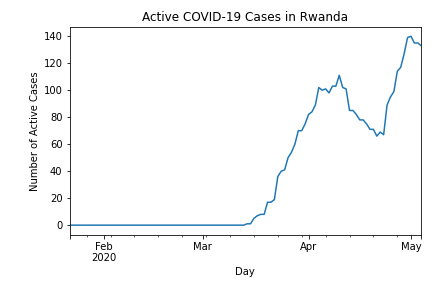 Active COVID-19 Cases in Rwanda
Number of Active Cases
140
120
100
80
60
40
20
0
Feb
2020
Mar
Apr
May
Day